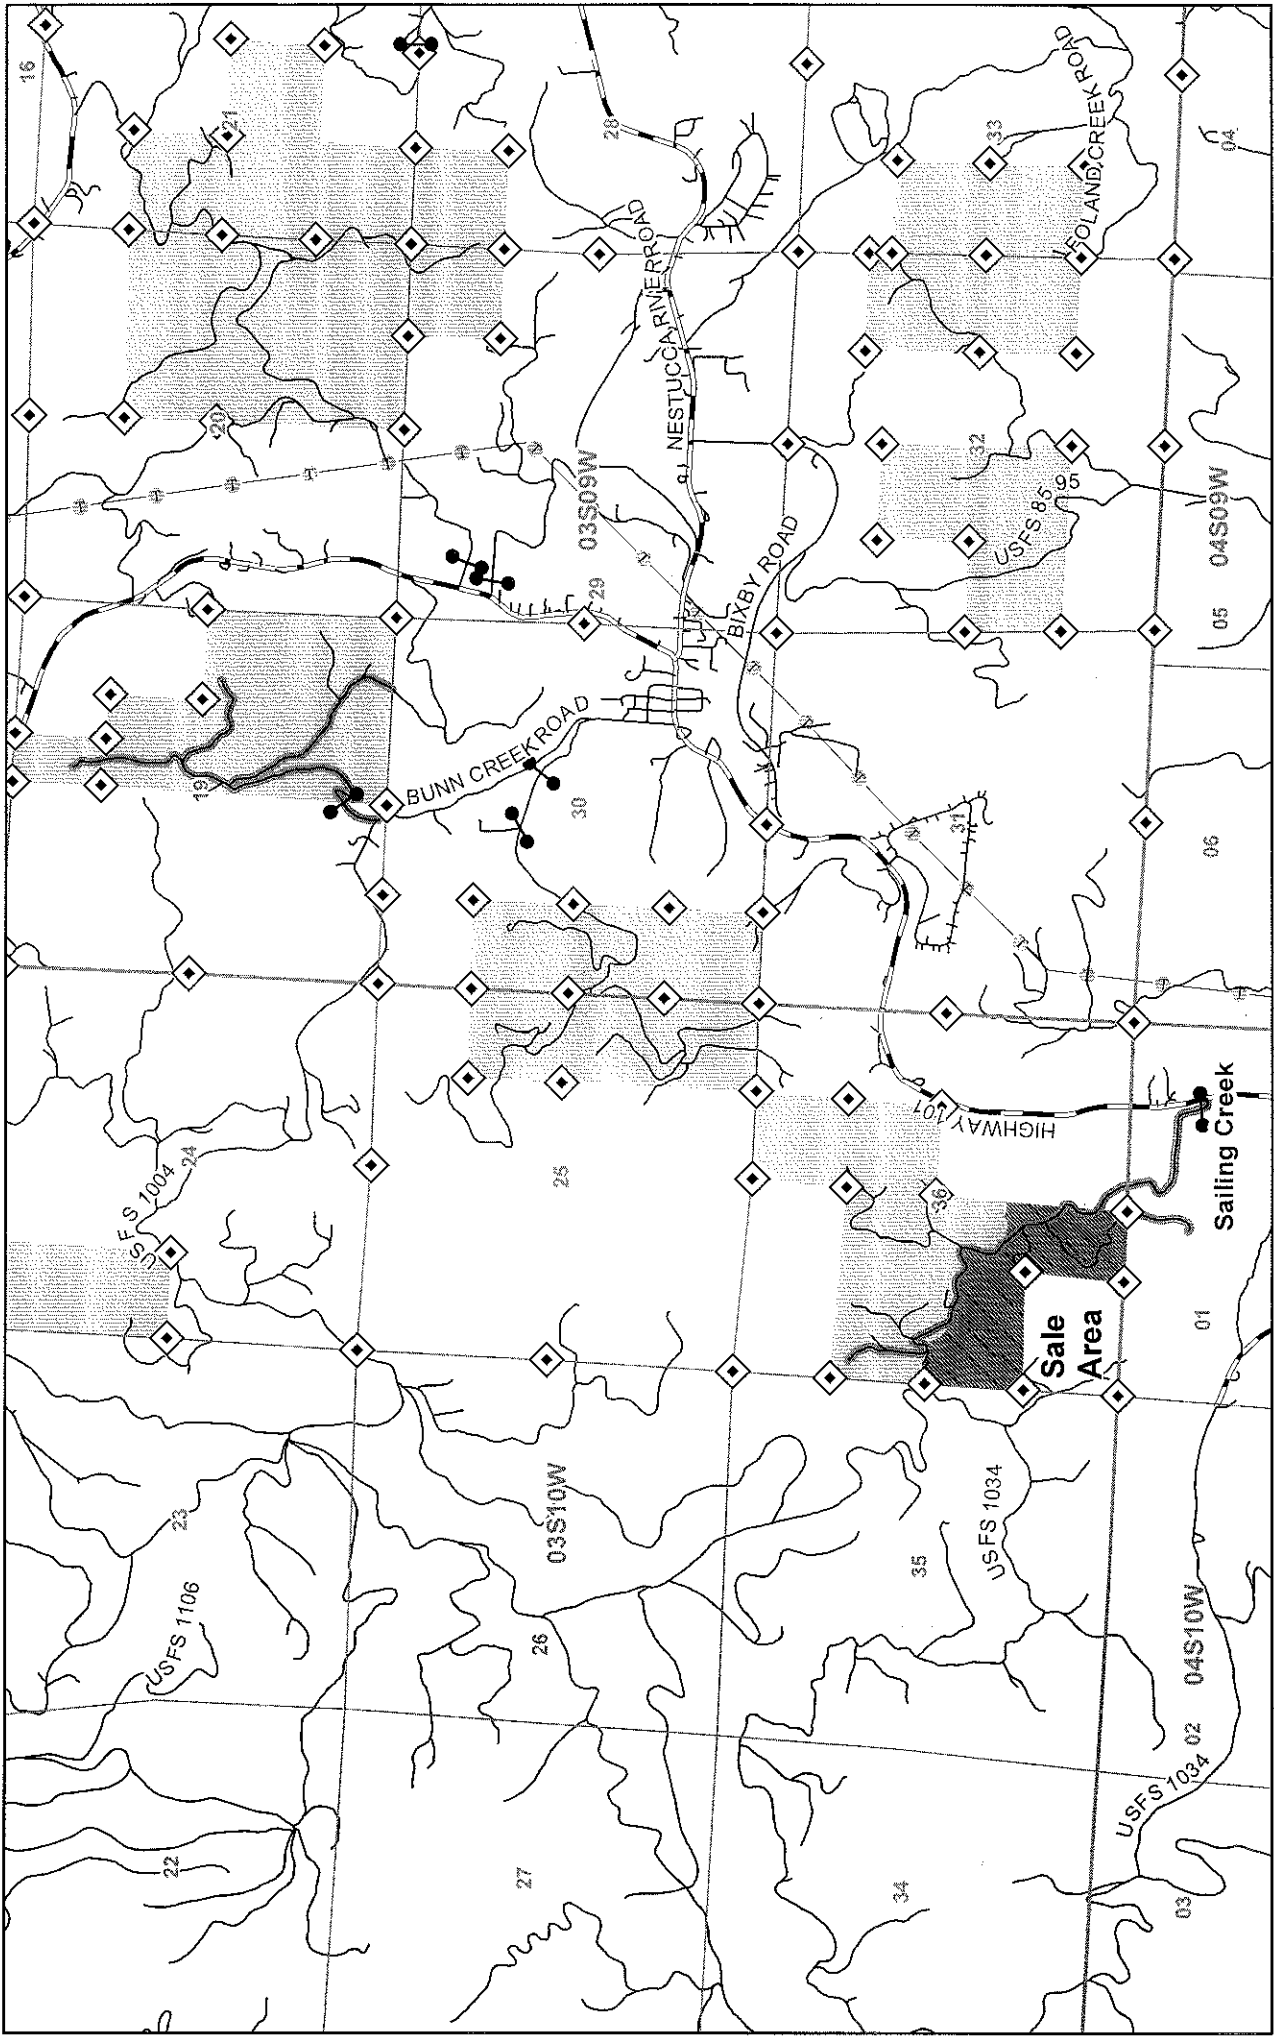 16
21
28
33
04
FOLAND CREEK ROAD
NESTUCCA RIVER ROAD
20
03S09W
32
USFS 85
95
04S09W
29
BIXBY ROAD
05
19
BUNN CREEK ROAD
30
31
06
USFS 1004
24
25
36
HIGHWAY 101
Sailing Creek
Sale
Area
01
23
03S10W
USFS 1034
35
USFS 1106
26
04S10W
02
USFS 1034
22
27
34
03